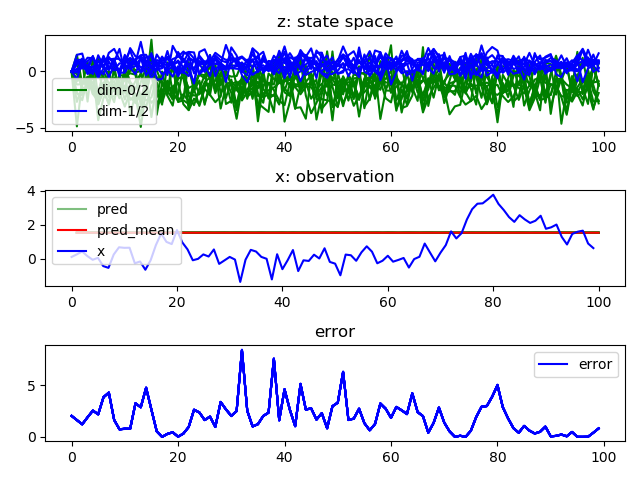 z: state space
0
−5
dim-0/2
dim-1/2
0 20 40 60 80 100
x: observation
4
2
0
pred
pred_mean
x
0 20 40 60 80 100
error
5
0
error
0 20 40 60 80 100